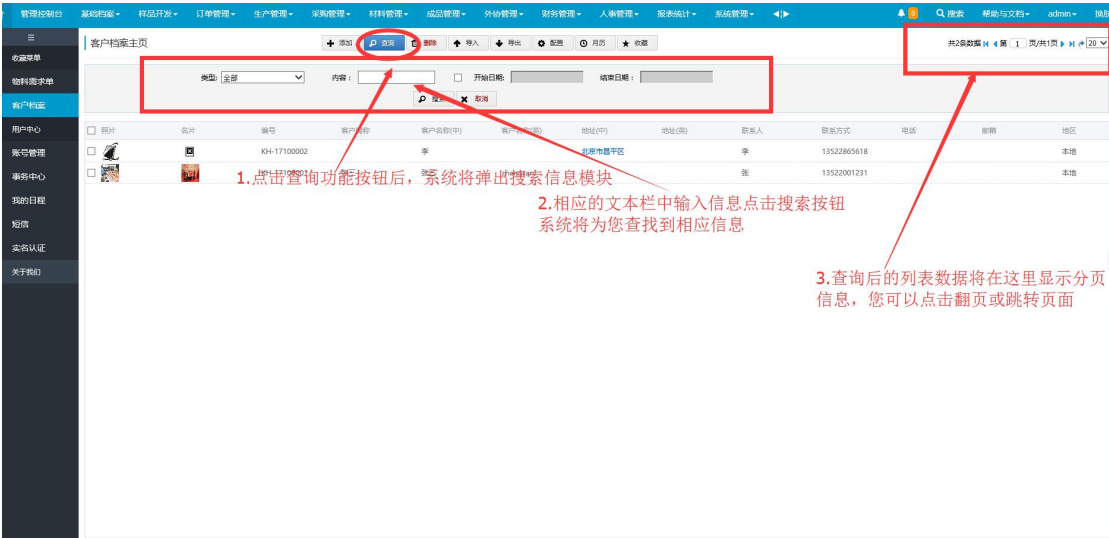 管理控制台 基础档案 样品开发 订单管理 生产管理 采购管理 材料管理 成品管理 外协管理 财务管理 人事管理 报表统计 系统管理 0 搜索 帮助与文档 admin 换肤
客户档案主页 添加 查询 删除 导入 导出 配置 月历 收藏 共2条数据 第 1 页/共1页 20
收藏菜单
物料需求单
客户档案
用户中心
账号管理
事务中心
我的日程
短信
实名认证
关于我们
类型: 全部 内容: 开始日期: 结束日期:
搜索 取消
照片 名片 编号 客户简称 客户名称(中) 客户名称(英) 地址(中) 地址(英) 联系人 联系方式 电话 邮箱 地区
KH-17100002 李 北京市昌平区 李 13522865618 本地
张 13522001231 本地
1.点击查询功能按钮后，系统将弹出搜索信息模块
2.相应的文本栏中输入信息点击搜索按钮
系统将为您查找到相应信息
3.查询后的列表数据将在这里显示分页
信息，您可以点击翻页或跳转页面